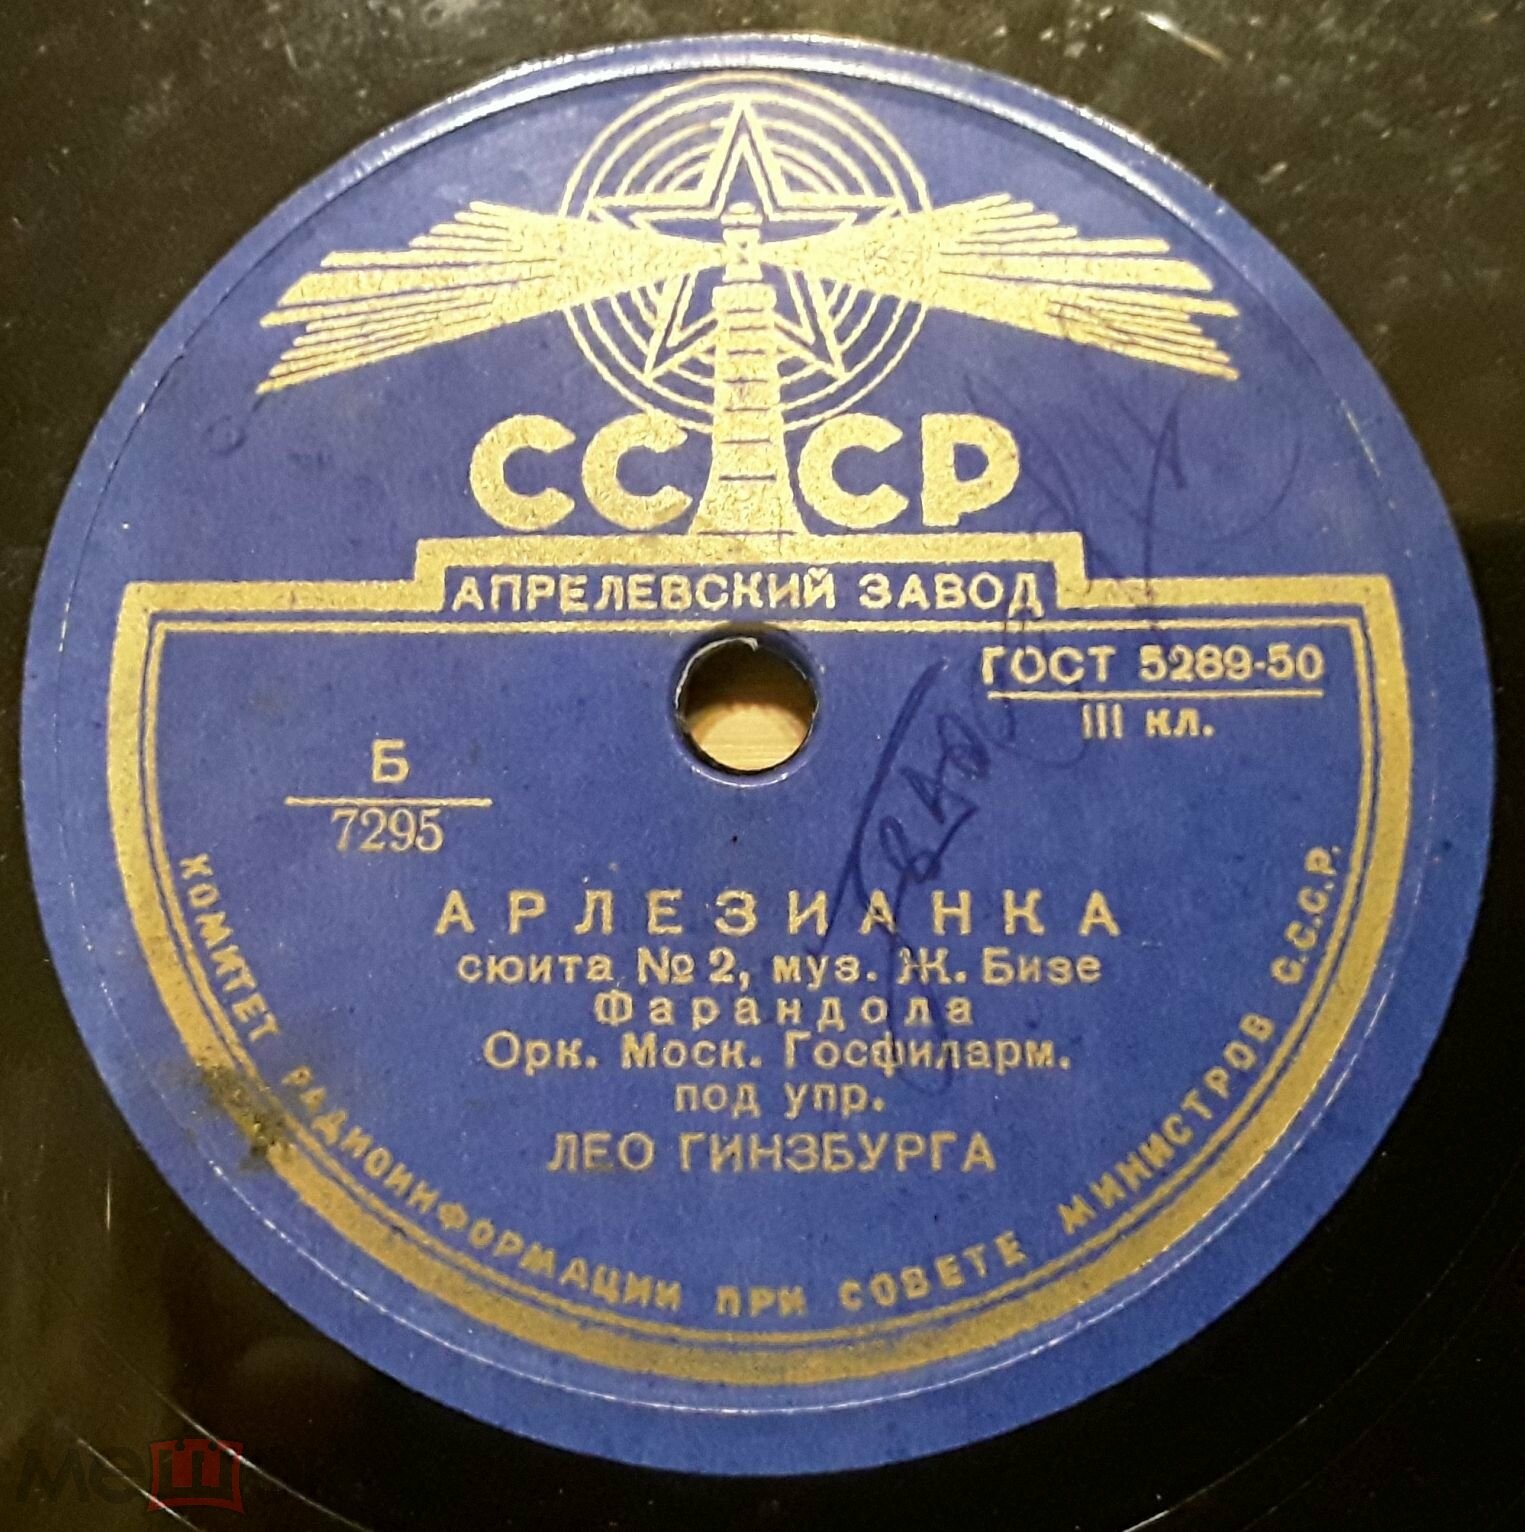 СССР
АПРЕЛЕВСКИЙ ЗАВОД
ГОСТ 5289-50
III кл.
Б
7295
АРЛЕЗИАНКА
сюита № 2, муз. Ж. Бизе
Фарандола
Орк. Моск. Госфиларм.
под упр.
ЛЕО ГИНЗБУРГА
КОМИТЕТ РАДИОИНФОРМАЦИИ ПРИ СОВЕТЕ МИНИСТРОВ С.С.С.Р.
мешок